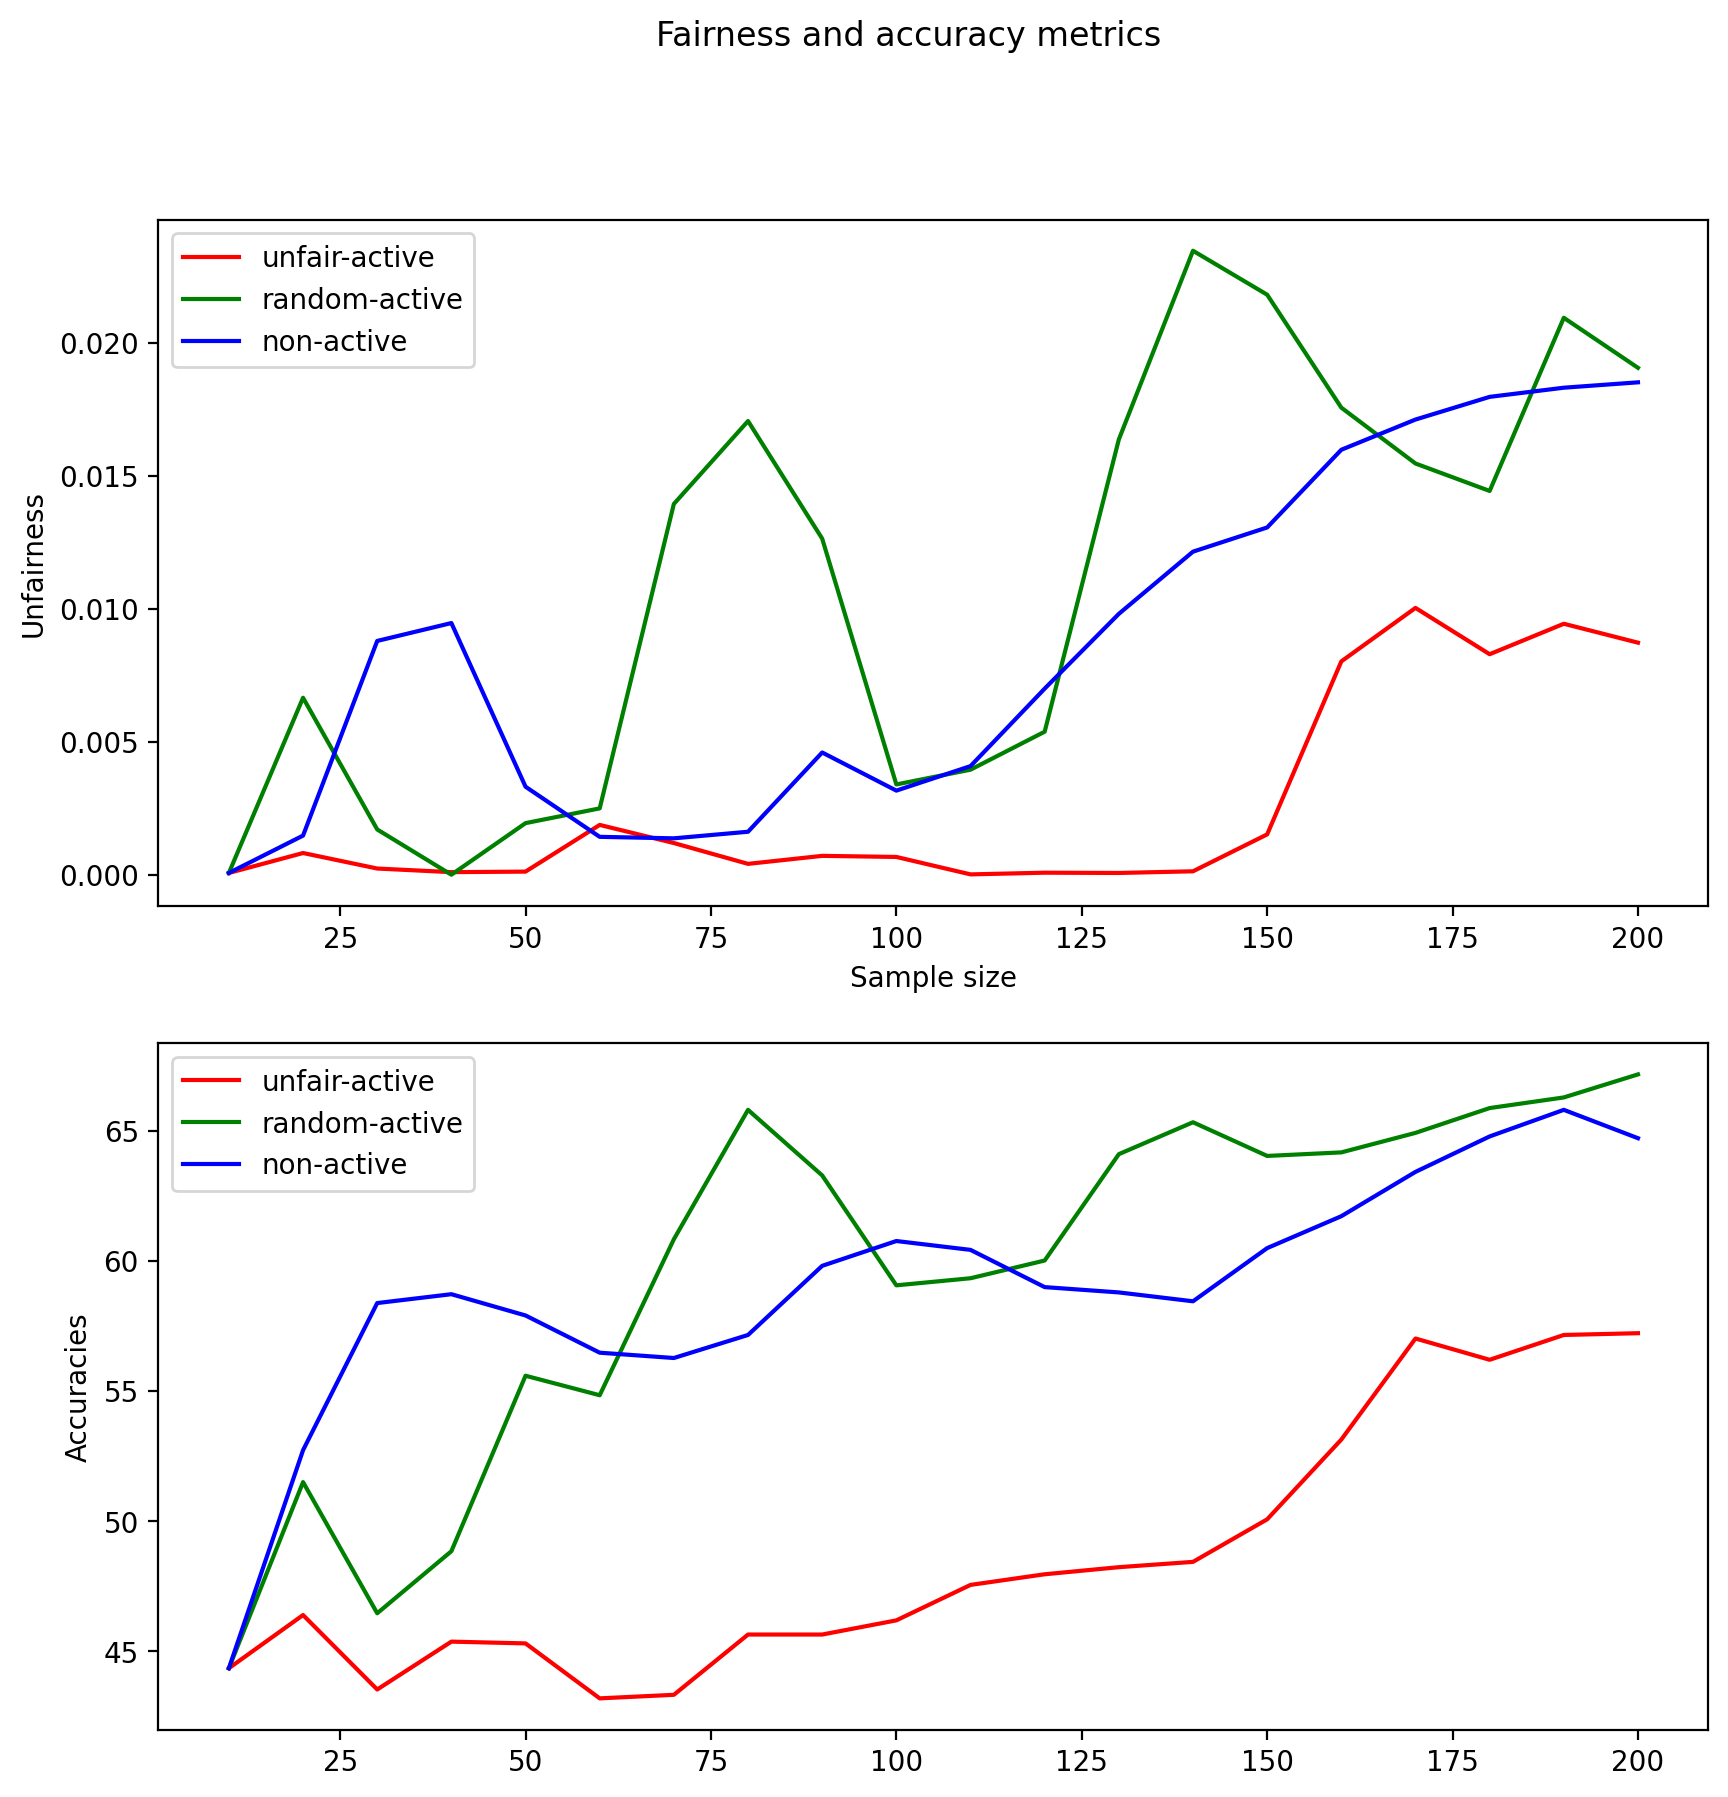 Fairness and accuracy metrics
unfair-active
random-active
non-active
0.020
0.015
0.010
0.005
0.000
Unfairness
25 50 75 100 125 150 175 200
Sample size
unfair-active
random-active
non-active
65
60
55
50
45
Accuracies
25 50 75 100 125 150 175 200